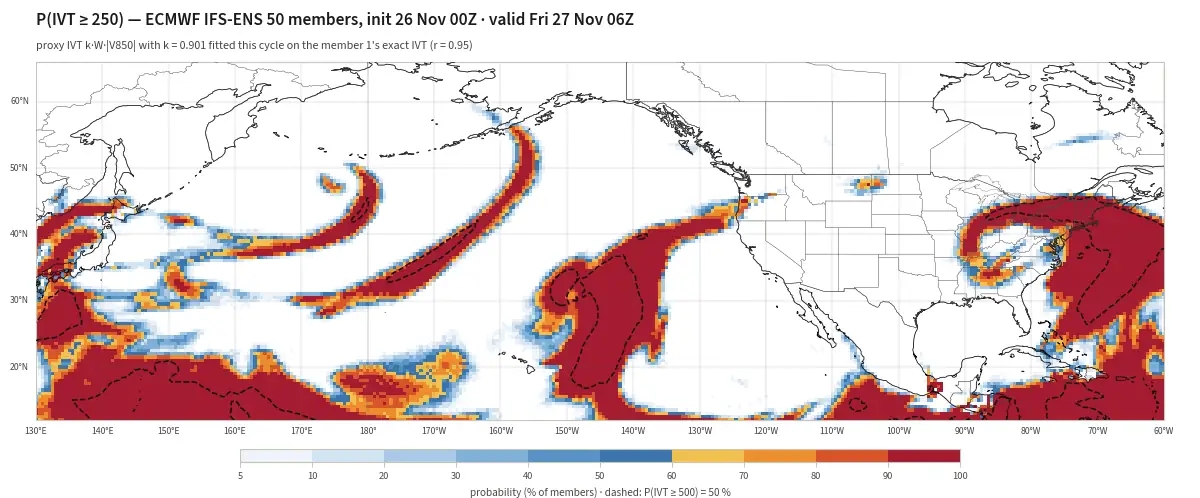 P(IVT ≥ 250) — ECMWF IFS-ENS 50 members, init 26 Nov 00Z · valid Fri 27 Nov 06Z
proxy IVT k·W·|V850| with k = 0.901 fitted this cycle on the member 1's exact IVT (r = 0.95)
60°N
50°N
40°N
30°N
20°N
130°E 140°E 150°E 160°E 170°E 180° 170°W 160°W 150°W 140°W 130°W 120°W 110°W 100°W 90°W 80°W 70°W 60°W
5 10 20 30 40 50 60 70 80 90 100
probability (% of members) · dashed: P(IVT ≥ 500) = 50 %